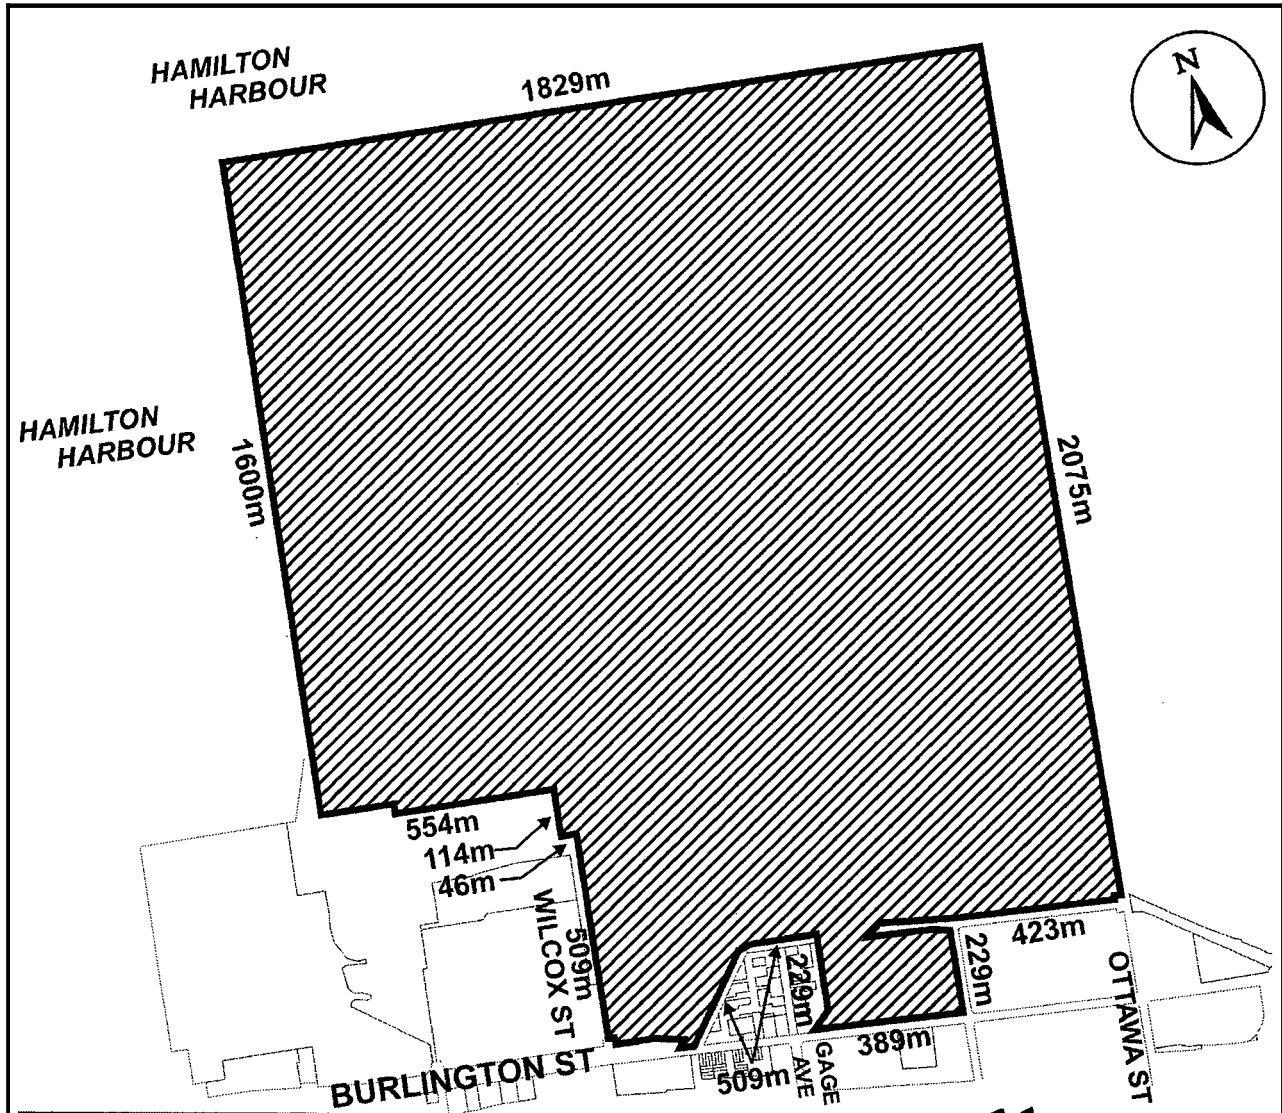 HAMILTON
HARBOUR
1829m
N
HAMILTON
HARBOUR
1600m
2075m
554m
114m
46m
WILCOX ST
509m
229m
229m
423m
OTTAWA ST
BURLINGTON ST
509m
GAGE
AVE
389m